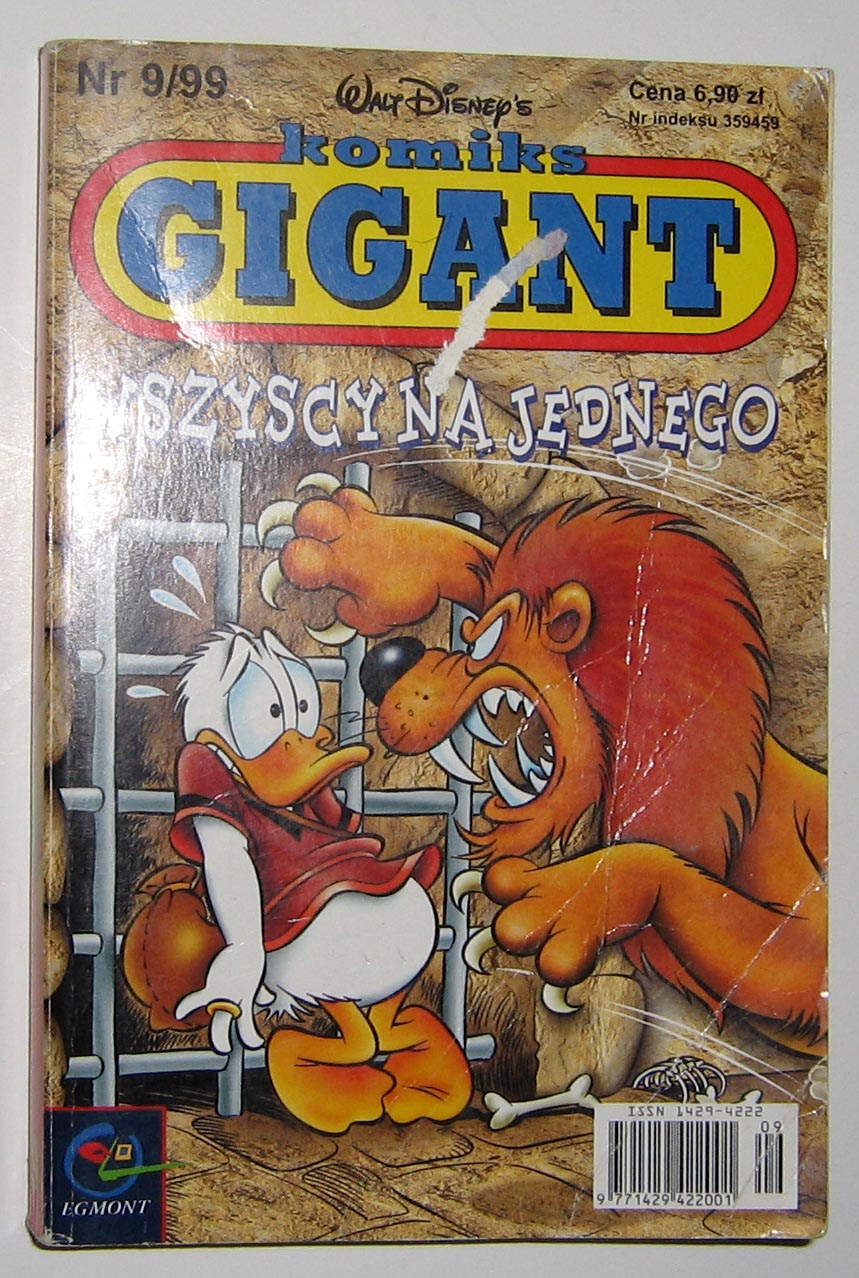 Nr 9/99
Walt Disney's
Cena 6,90 zł
Nr indeksu 359459
komiks
GIGANT
WSZYSCY NA JEDNEGO
ISSN 1429-4222
09
9 771429 422001
EGMONT